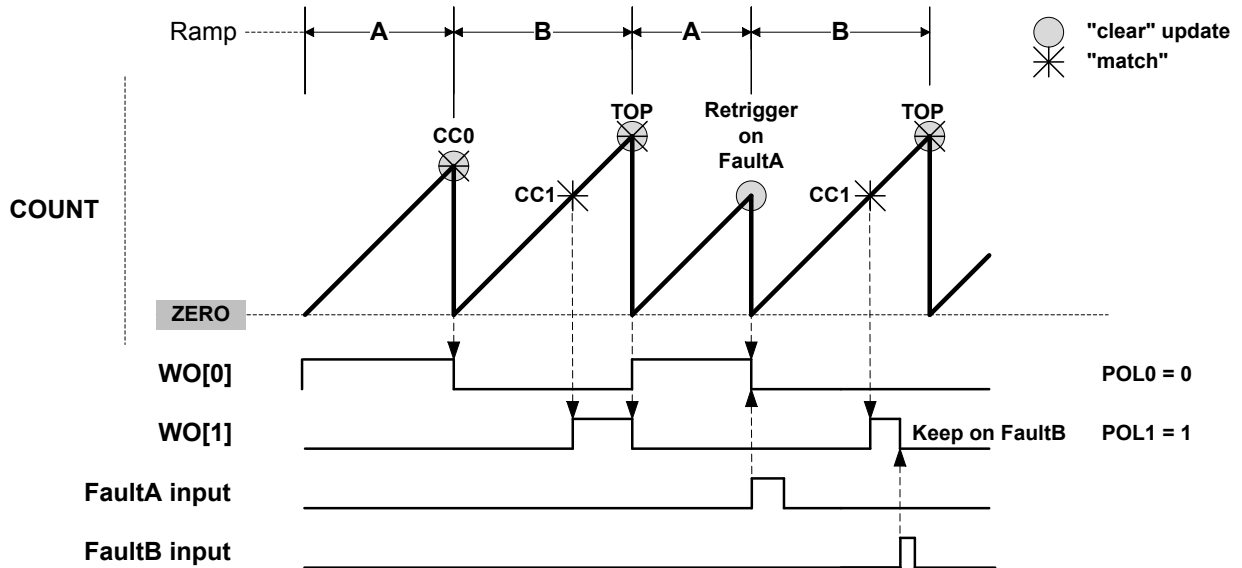 Ramp
A
B
A
B
"clear" update
"match"
CC0
TOP
Retrigger
on
FaultA
TOP
CC1
CC1
COUNT
ZERO
WO[0]
POL0 = 0
WO[1]
Keep on FaultB
POL1 = 1
FaultA input
FaultB input